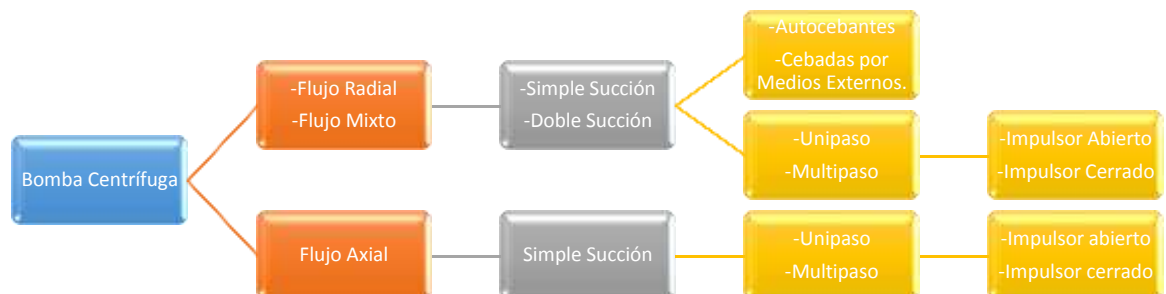 Bomba Centrífuga
-Flujo Radial
-Flujo Mixto
-Simple Succión
-Doble Succión
-Autocebantes
-Cebadas por
Medios Externos.
-Unipaso
-Multipaso
-Impulsor Abierto
-Impulsor Cerrado
Flujo Axial
Simple Succión
-Unipaso
-Multipaso
-Impulsor abierto
-Impulsor cerrado